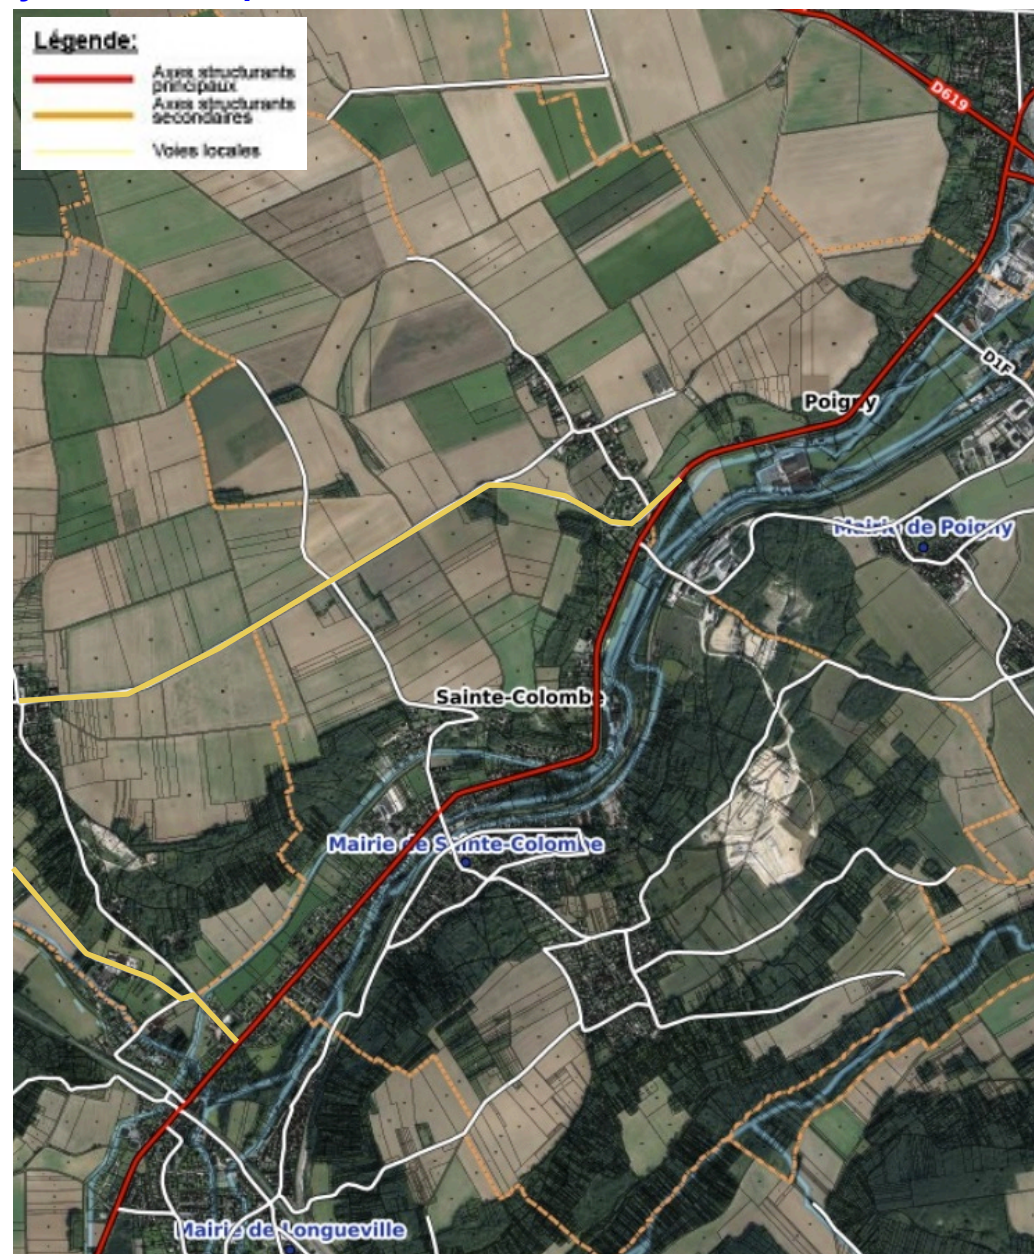 Légende:
Axes structurants
principaux
Axes structurants
secondaires
Voies locales
D619
D1F
Poigny
Mairie de Poigny
Sainte-Colombe
Mairie de Sainte-Colombe
Mairie de Longueville